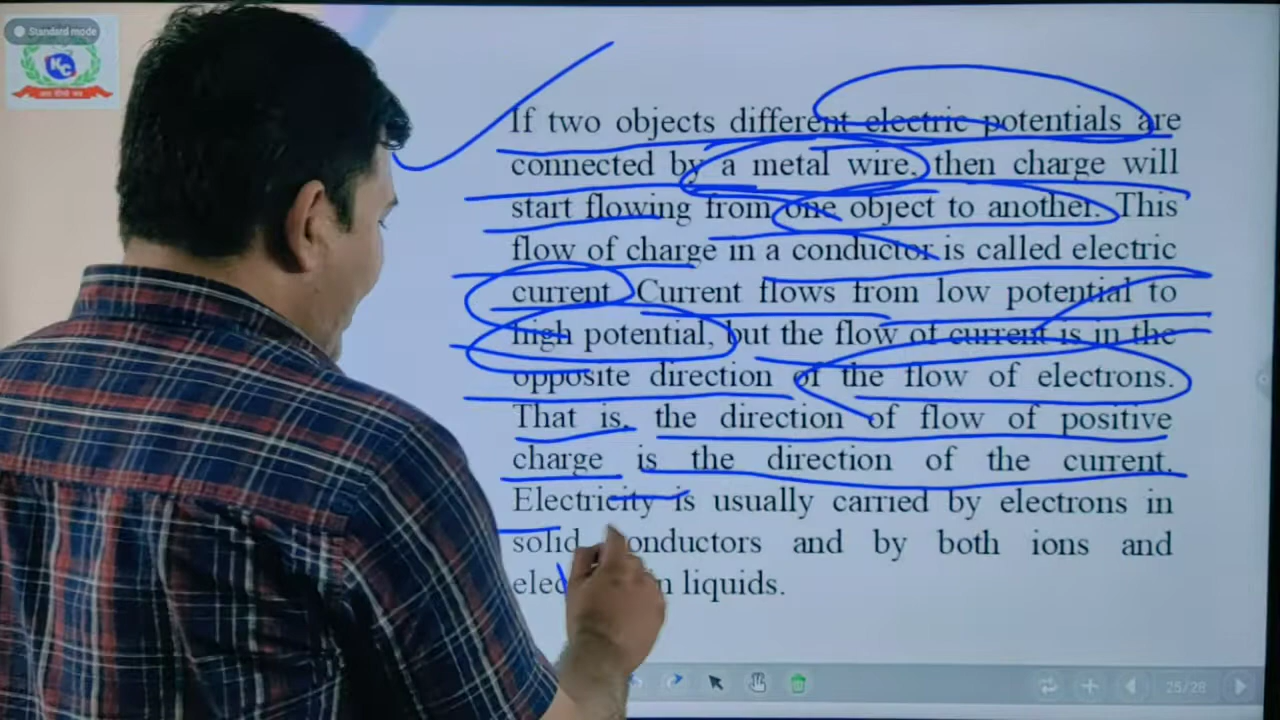 Standard mode
KC
If two objects different electric potentials are
connected by a metal wire, then charge will
start flowing from one object to another. This
flow of charge in a conductor is called electric
current Current flows from low potential to
high potential, but the flow of current is in the
opposite direction of the flow of electrons.
That is, the direction of flow of positive
charge is the direction of the current.
Electricity is usually carried by electrons in
solid conductors and by both ions and
in liquids.
25/28